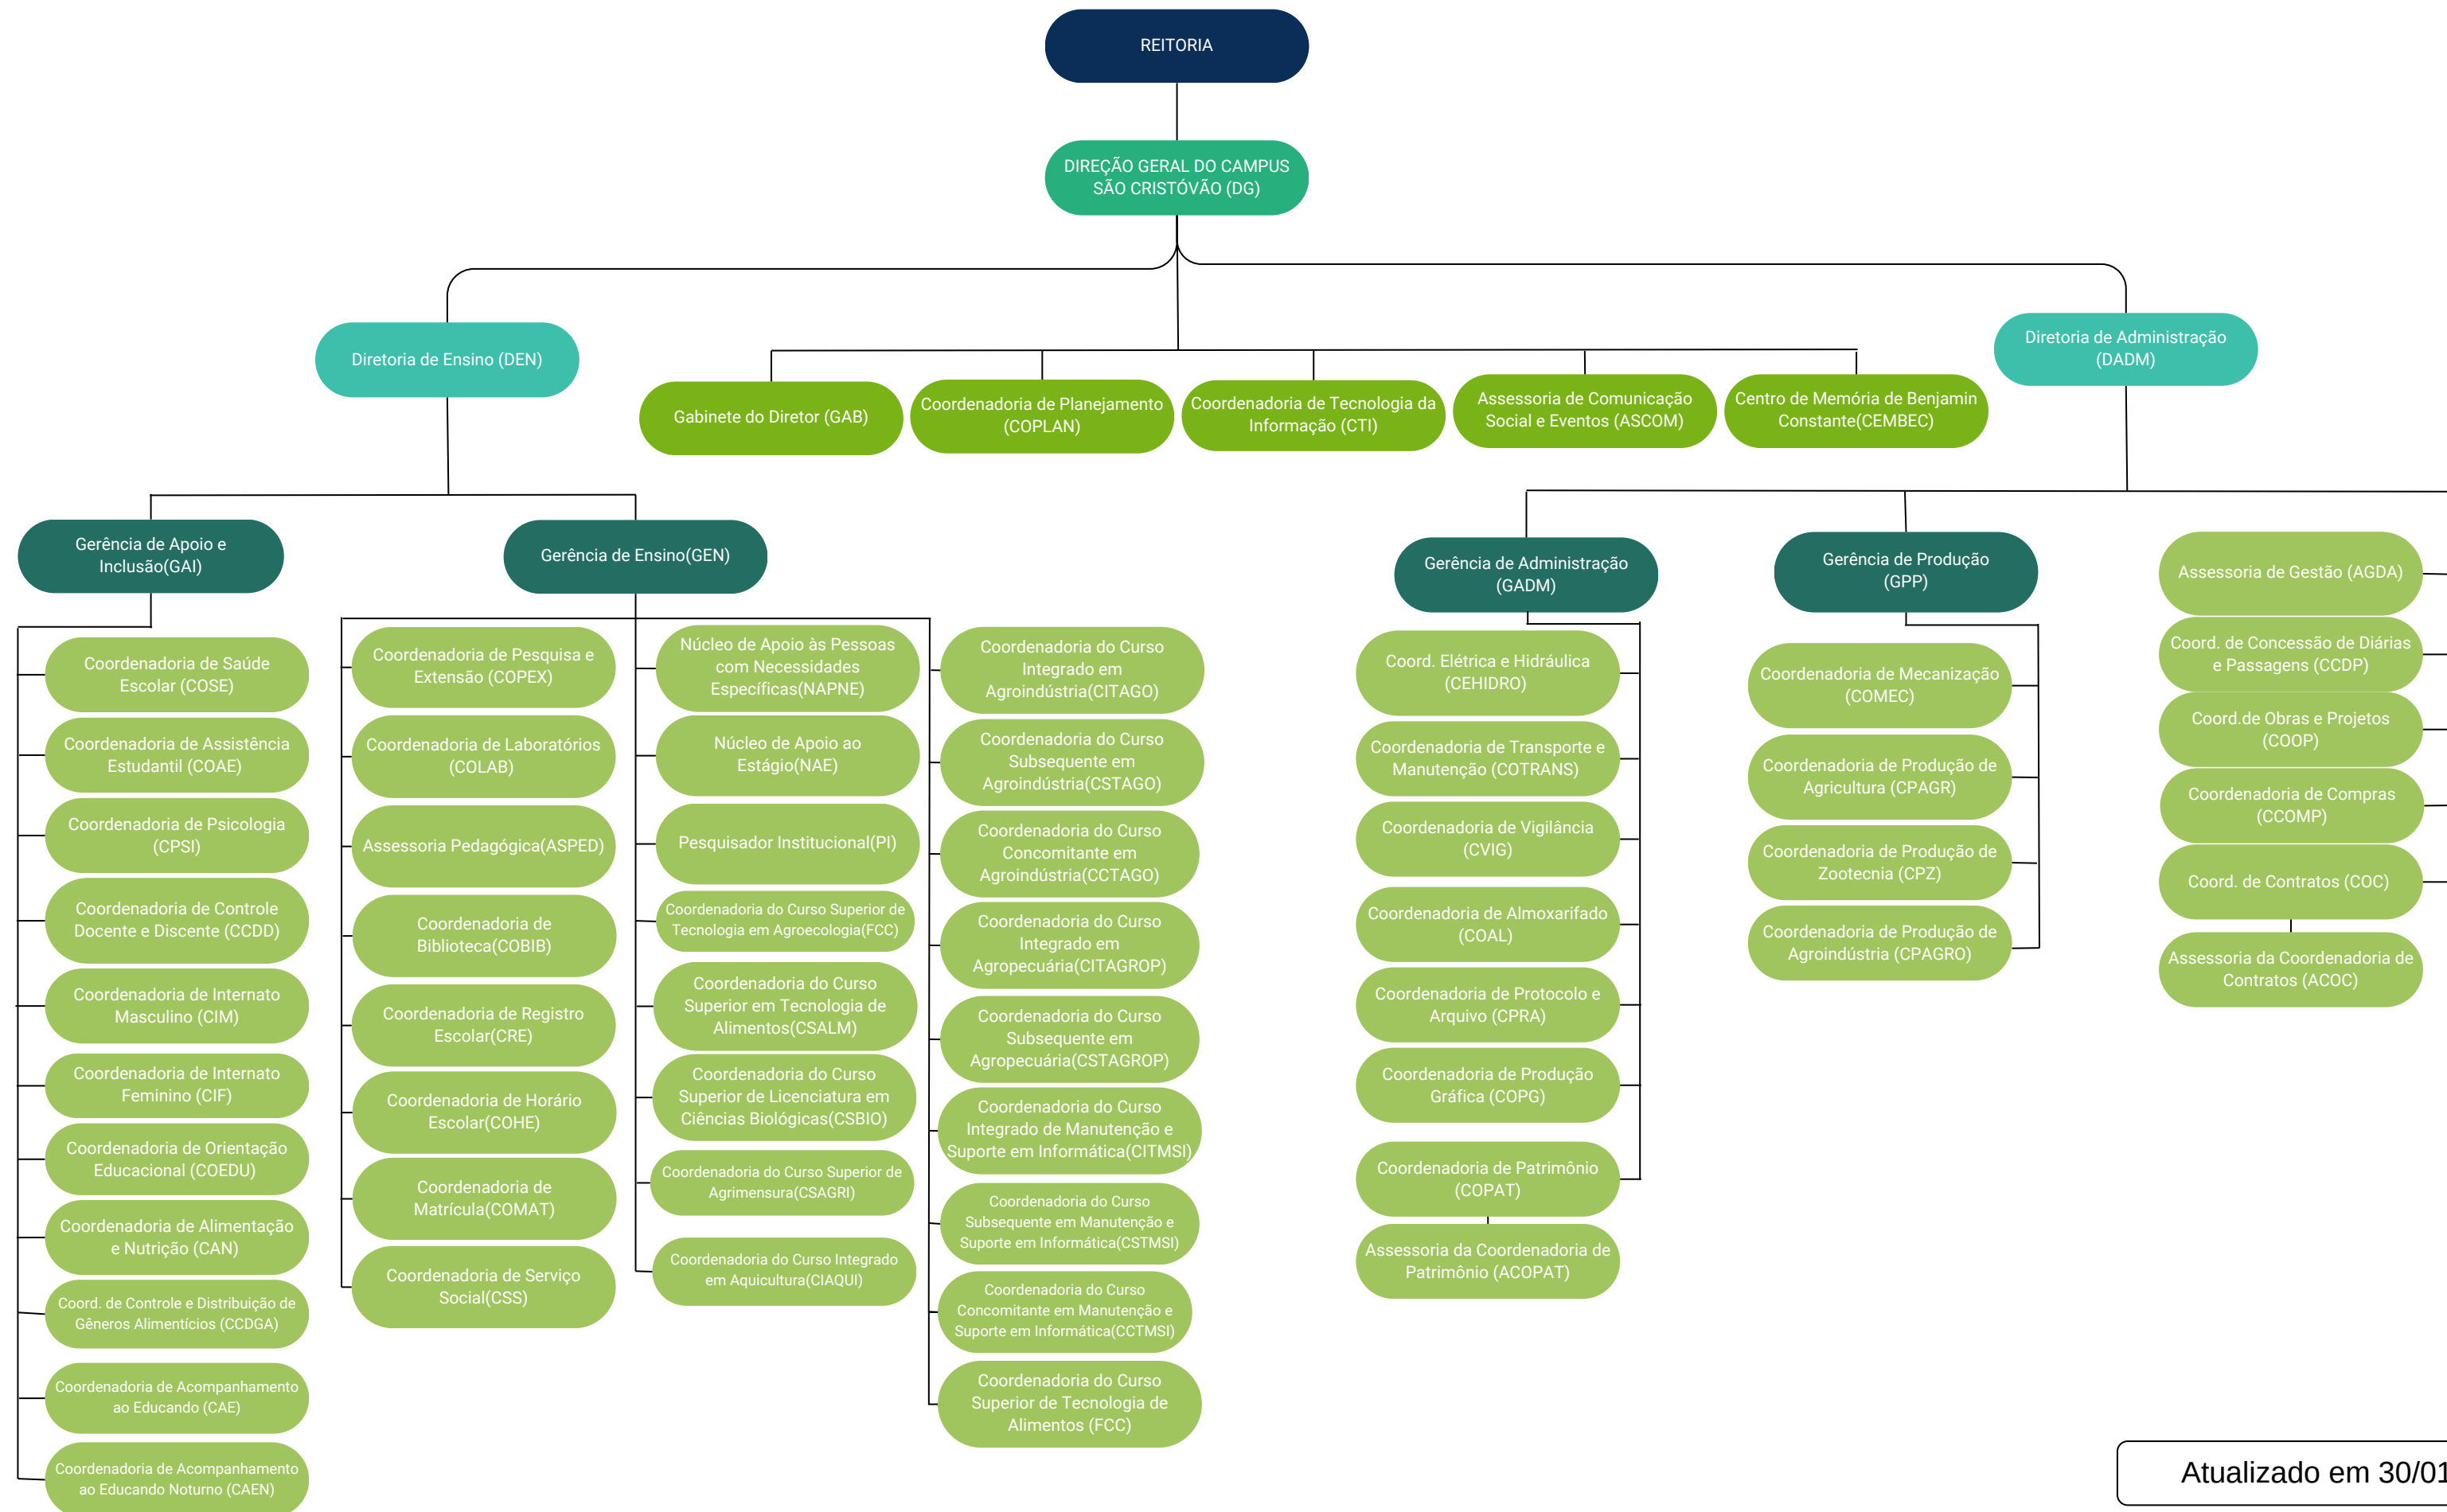 REITORIA
DIREÇÃO GERAL DO CAMPUS
SÃO CRISTÓVÃO (DG)
Diretoria de Ensino (DEN)
Gabinete do Diretor (GAB)
Coordenadoria de Planejamento
(COPLAN)
Coordenadoria de Tecnologia da
Informação (CTI)
Assessoria de Comunicação
Social e Eventos (ASCOM)
Centro de Memória de Benjamin
Constante(CEMBEC)
Diretoria de Administração
(DADM)
Gerência de Apoio e
Inclusão(GAI)
Coordenadoria de Saúde
Escolar (COSE)
Coordenadoria de Assistência
Estudantil (COAE)
Coordenadoria de Psicologia
(CPSI)
Coordenadoria de Controle
Docente e Discente (CCDD)
Coordenadoria de Internato
Masculino (CIM)
Coordenadoria de Internato
Feminino (CIF)
Coordenadoria de Orientação
Educacional (COEDU)
Coordenadoria de Alimentação
e Nutrição (CAN)
Coord. de Controle e Distribuição de
Gêneros Alimentícios (CCDGA)
Coordenadoria de Acompanhamento
ao Educando (CAE)
Coordenadoria de Acompanhamento
ao Educando Noturno (CAEN)
Gerência de Ensino(GEN)
Coordenadoria de Pesquisa e
Extensão (COPEX)
Coordenadoria de Laboratórios
(COLAB)
Assessoria Pedagógica(ASPED)
Coordenadoria de
Biblioteca(COBIB)
Coordenadoria de Registro
Escolar(CRE)
Coordenadoria de Horário
Escolar(COHE)
Coordenadoria de
Matrícula(COMAT)
Coordenadoria de Serviço
Social(CSS)
Núcleo de Apoio às Pessoas
com Necessidades
Específicas(NAPNE)
Núcleo de Apoio ao
Estágio(NAE)
Pesquisador Institucional(PI)
Coordenadoria do Curso Superior de
Tecnologia em Agroecologia(FCC)
Coordenadoria do Curso
Superior em Tecnologia de
Alimentos(CSALM)
Coordenadoria do Curso
Superior de Licenciatura em
Ciências Biológicas(CSBIO)
Coordenadoria do Curso Superior de
Agrimensura(CSAGRI)
Coordenadoria do Curso Integrado
em Aquicultura(CIAQUI)
Coordenadoria do Curso
Integrado em
Agroindústria(CITAGO)
Coordenadoria do Curso
Subsequente em
Agroindústria(CSTAGO)
Coordenadoria do Curso
Concomitante em
Agroindústria(CCTAGO)
Coordenadoria do Curso
Integrado em
Agropecuária(CITAGROP)
Coordenadoria do Curso
Subsequente em
Agropecuária(CSTAGROP)
Coordenadoria do Curso
Integrado de Manutenção e
Suporte em Informática(CITMSI)
Coordenadoria do Curso
Subsequente em Manutenção e
Suporte em Informática(CSTMSI)
Coordenadoria do Curso
Concomitante em Manutenção e
Suporte em Informática(CCTMSI)
Coordenadoria do Curso
Superior de Tecnologia de
Alimentos (FCC)
Gerência de Administração
(GADM)
Coord. Elétrica e Hidráulica
(CEHIDRO)
Coordenadoria de Transporte e
Manutenção (COTRANS)
Coordenadoria de Vigilância
(CVIG)
Coordenadoria de Almoxarifado
(COAL)
Coordenadoria de Protocolo e
Arquivo (CPRA)
Coordenadoria de Produção
Gráfica (COPG)
Coordenadoria de Patrimônio
(COPAT)
Assessoria da Coordenadoria de
Patrimônio (ACOPAT)
Gerência de Produção
(GPP)
Coordenadoria de Mecanização
(COMEC)
Coordenadoria de Produção de
Agricultura (CPAGR)
Coordenadoria de Produção de
Zootecnia (CPZ)
Coordenadoria de Produção de
Agroindústria (CPAGRO)
Assessoria de Gestão (AGDA)
Coord. de Concessão de Diárias
e Passagens (CCDP)
Coord.de Obras e Projetos
(COOP)
Coordenadoria de Compras
(CCOMP)
Coord. de Contratos (COC)
Assessoria da Coordenadoria de
Contratos (ACOC)
Atualizado em 30/01